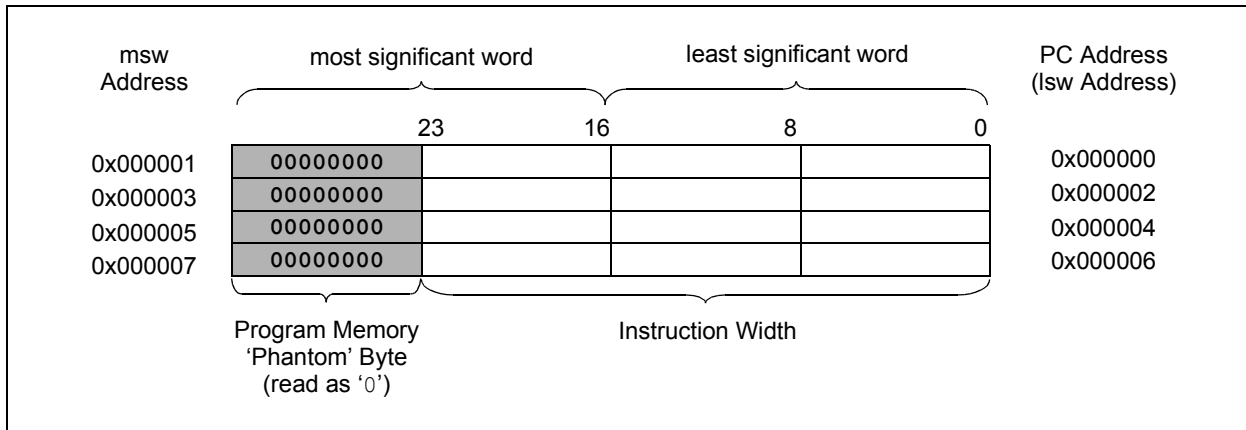 msw
Address
most significant word
least significant word
PC Address
(lsw Address)
23 16 8 0
0x000001 00000000 0x000000
0x000003 00000000 0x000002
0x000005 00000000 0x000004
0x000007 00000000 0x000006
Program Memory
‘Phantom’ Byte
(read as ‘0’)
Instruction Width